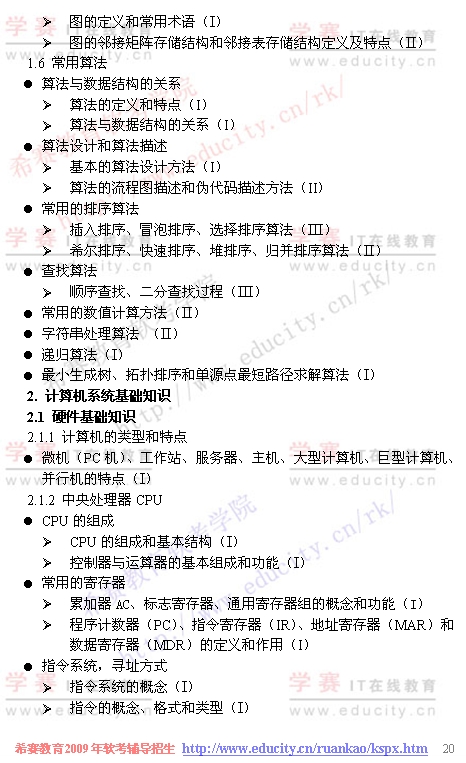 ➢ 图的定义和常用术语（I）
➢ 图的邻接矩阵存储结构和邻接表存储结构定义及特点（II）
1.6 常用算法
● 算法与数据结构的关系
➢ 算法的定义和特点（I）
➢ 算法与数据结构的关系（I）
● 算法设计和算法描述
➢ 基本的算法设计方法（I）
➢ 算法的流程图描述和伪代码描述方法（II）
● 常用的排序算法
➢ 插入排序、冒泡排序、选择排序算法（III）
➢ 希尔排序、快速排序、堆排序、归并排序算法（II）
● 查找算法
➢ 顺序查找、二分查找过程（III）
● 常用的数值计算方法（II）
● 字符串处理算法 （II）
● 递归算法（I）
● 最小生成树、拓扑排序和单源点最短路径求解算法（I）
2. 计算机系统基础知识
2.1 硬件基础知识
2.1.1 计算机的类型和特点
● 微机（PC 机）、工作站、服务器、主机、大型计算机、巨型计算机、
并行机的特点（I）
2.1.2 中央处理器 CPU
● CPU 的组成
➢ CPU 的组成和基本结构（I）
➢ 控制器与运算器的基本组成和功能（I）
● 常用的寄存器
➢ 累加器 AC、标志寄存器、通用寄存器组的概念和功能（I）
➢ 程序计数器（PC）、指令寄存器（IR）、地址寄存器（MAR）和
数据寄存器（MDR）的定义和作用（I）
● 指令系统，寻址方式
➢ 指令系统的概念（I）
➢ 指令的概念、格式和类型（I）
希赛教育2009 年软考辅导招生 http://www.educity.cn/ruankao/kspx.htm 20